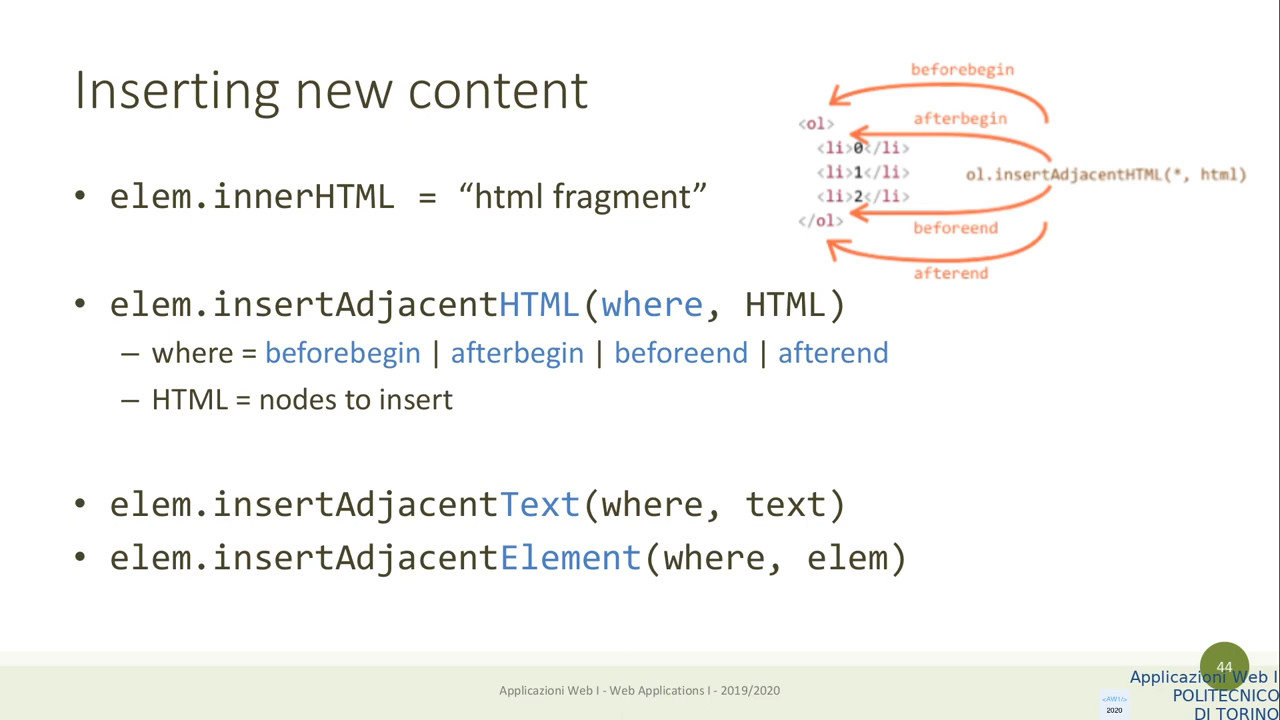 Inserting new content
• elem.innerHTML = “html fragment”
• elem.insertAdjacentHTML(where, HTML)
– where = beforebegin | afterbegin | beforeend | afterend
– HTML = nodes to insert
• elem.insertAdjacentText(where, text)
• elem.insertAdjacentElement(where, elem)
beforebegin
<ol>
afterbegin
<li>0</li>
<li>1</li>
ol.insertAdjacentHTML(*, html)
<li>2</li>
</ol>
beforeend
afterend
Applicazioni Web I - Web Applications I - 2019/2020
44
Applicazioni Web I
POLITECNICO
DI TORINO
<AW1/>
2020